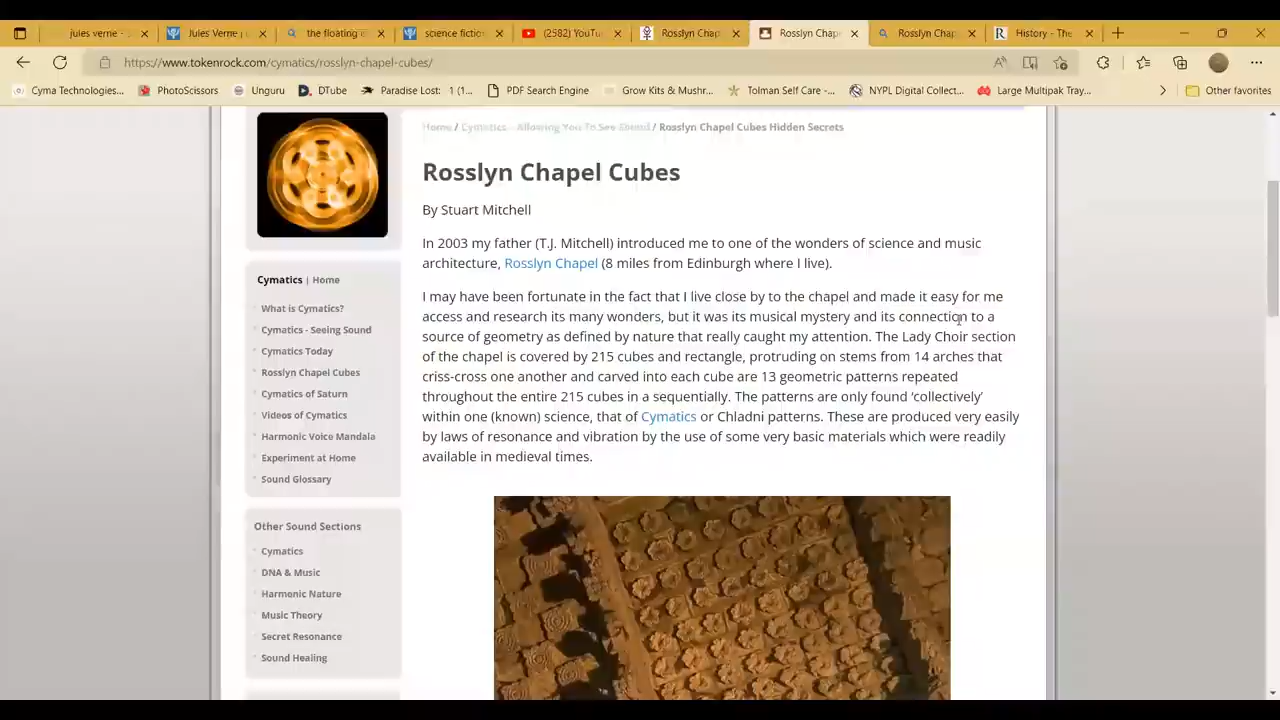 jules verne -
Jules Verne |
the floating
science fictio
(2582) YouTu
Rosslyn Chap
Rosslyn Chap
Rosslyn Chap
History - The
https://www.tokenrock.com/cymatics/rosslyn-chapel-cubes/
Cyma Technologies...
PhotoScissors
Unguru
DTube
Paradise Lost: 1 (1...
PDF Search Engine
Grow Kits & Mushr...
Tolman Self Care -...
NYPL Digital Collect...
Large Multipak Tray...
Other favorites
Home / Cymatics - Allowing You To See Sound / Rosslyn Chapel Cubes Hidden Secrets
Rosslyn Chapel Cubes
By Stuart Mitchell
In 2003 my father (T.J. Mitchell) introduced me to one of the wonders of science and music
architecture, Rosslyn Chapel (8 miles from Edinburgh where I live).
I may have been fortunate in the fact that I live close by to the chapel and made it easy for me
access and research its many wonders, but it was its musical mystery and its connection to a
source of geometry as defined by nature that really caught my attention. The Lady Choir section
of the chapel is covered by 215 cubes and rectangle, protruding on stems from 14 arches that
criss-cross one another and carved into each cube are 13 geometric patterns repeated
throughout the entire 215 cubes in a sequentially. The patterns are only found ‘collectively’
within one (known) science, that of Cymatics or Chladni patterns. These are produced very easily
by laws of resonance and vibration by the use of some very basic materials which were readily
available in medieval times.
Cymatics | Home
What is Cymatics?
Cymatics - Seeing Sound
Cymatics Today
Rosslyn Chapel Cubes
Cymatics of Saturn
Videos of Cymatics
Harmonic Voice Mandala
Experiment at Home
Sound Glossary
Other Sound Sections
Cymatics
DNA & Music
Harmonic Nature
Music Theory
Secret Resonance
Sound Healing